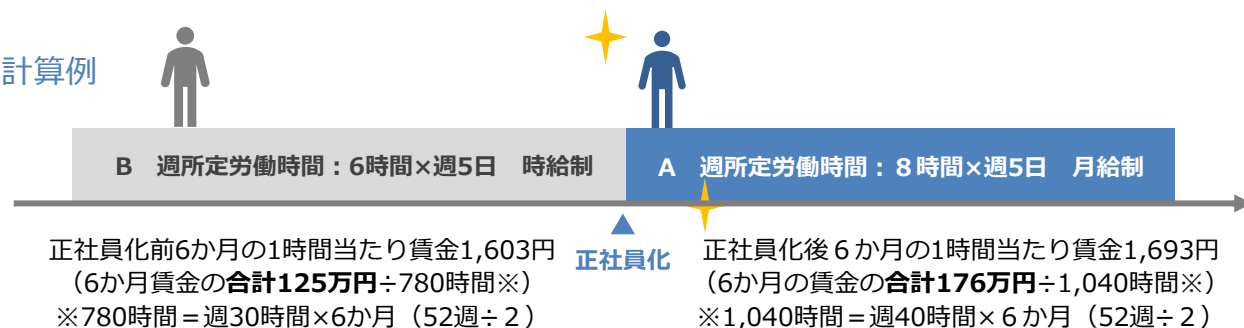 計算例
B　週所定労働時間：6時間×週5日　時給制
A　週所定労働時間：８時間×週5日　月給制
正社員化前6か月の1時間当たり賃金1,603円
（6か月賃金の合計125万円÷780時間※）
※780時間＝週30時間×6か月（52週÷２）
正社員化
正社員化後６か月の1時間当たり賃金1,693円
（6か月の賃金の合計176万円÷1,040時間※）
※1,040時間＝週40時間×６か月（52週÷２）